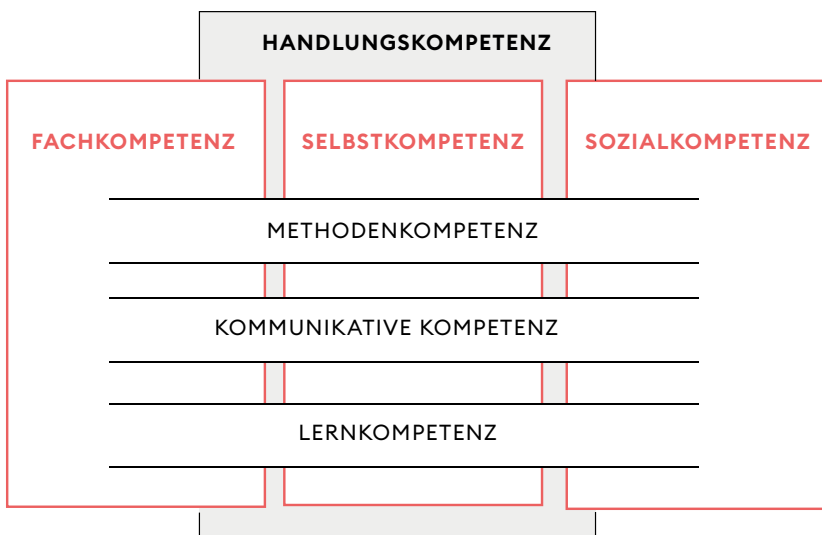 HANDLUNGSKOMPETENZ
FACHKOMPETENZ
SELBSTKOMPETENZ
SOZIALKOMPETENZ
METHODENKOMPETENZ
KOMMUNIKATIVE KOMPETENZ
LERNKOMPETENZ